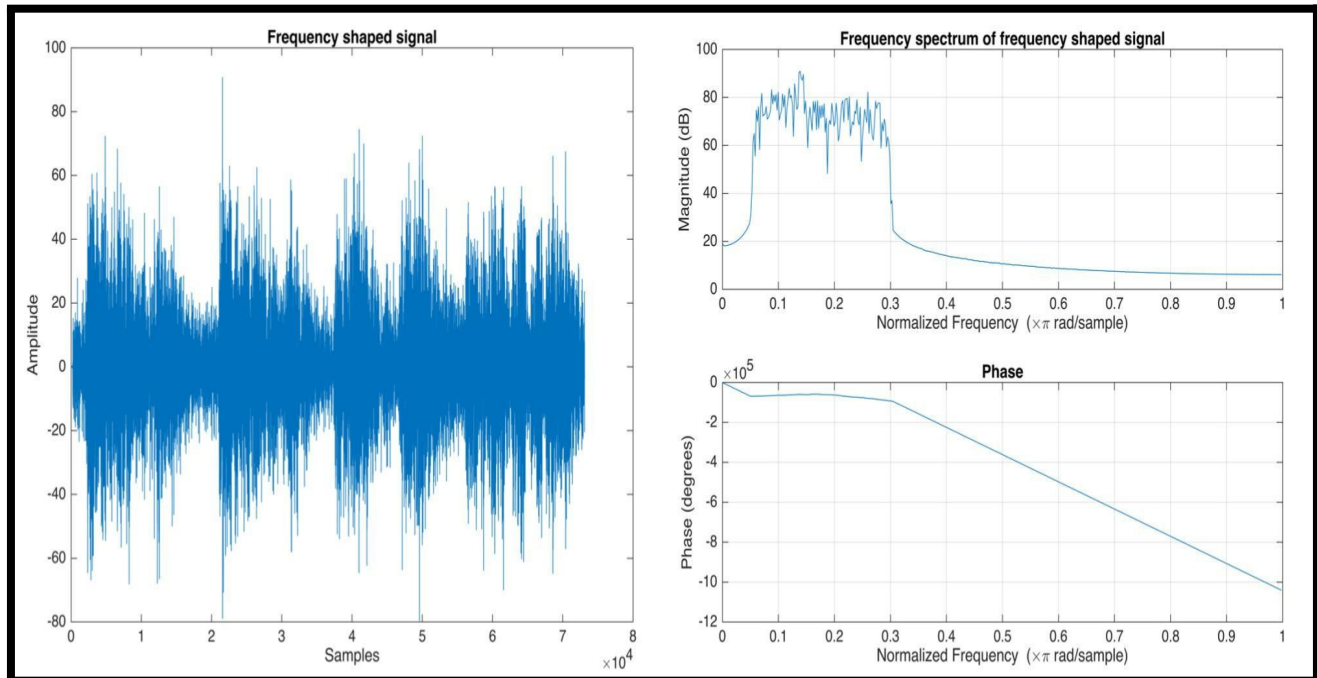 Frequency shaped signal
100
80
60
40
20
0
-20
-40
-60
-80
Amplitude
0 1 2 3 4 5 6 7 8
Samples
×10⁴
Frequency spectrum of frequency shaped signal
100
80
60
40
20
0
Magnitude (dB)
0 0.1 0.2 0.3 0.4 0.5 0.6 0.7 0.8 0.9 1
Normalized Frequency (×π rad/sample)
Phase
×10⁵
0
-2
-4
-6
-8
-10
-12
Phase (degrees)
0 0.1 0.2 0.3 0.4 0.5 0.6 0.7 0.8 0.9 1
Normalized Frequency (×π rad/sample)